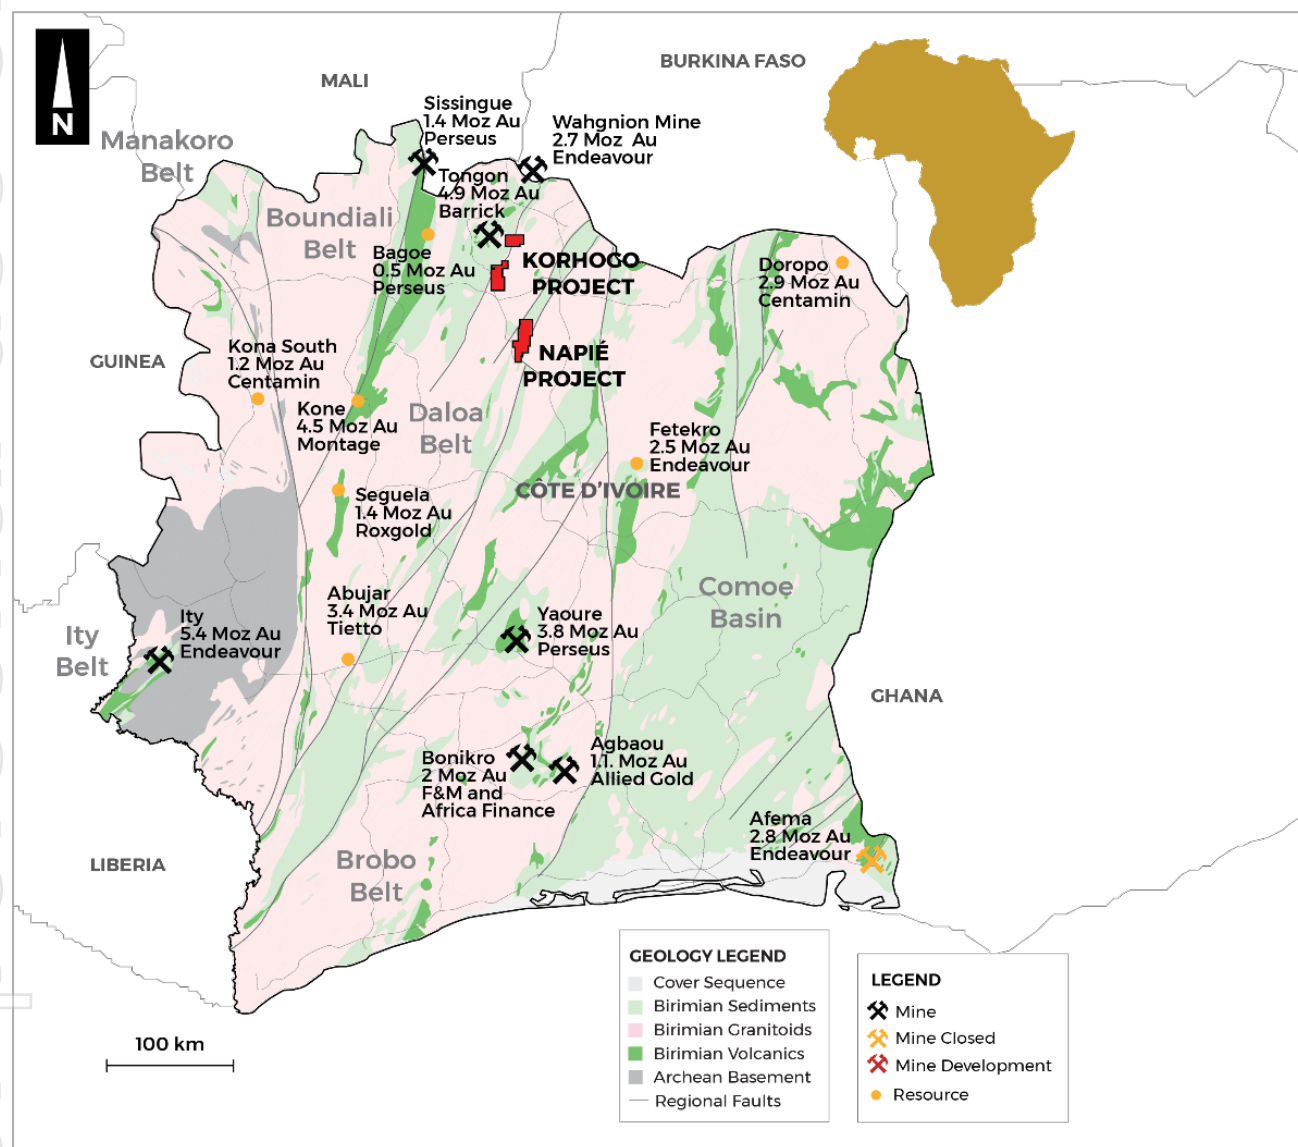 N
MALI
BURKINA FASO
Manakoro
Belt
Sissingue
1.4 Moz Au
Perseus
Wahgnion Mine
2.7 Moz Au
Endeavour
Tongon
4.9 Moz Au
Barrick
Boundiali
Belt
Bagoe
0.5 Moz Au
Perseus
KORHOGO
PROJECT
Doropo
2.9 Moz Au
Centamin
GUINEA
Kona South
1.2 Moz Au
Centamin
NAPIÉ
PROJECT
Kone
4.5 Moz Au
Montage
Daloa
Belt
Fetekro
2.5 Moz Au
Endeavour
CÔTE D'IVOIRE
Seguela
1.4 Moz Au
Roxgold
Comoe
Basin
Abujar
3.4 Moz Au
Tietto
Ity
Belt
Ity
5.4 Moz Au
Endeavour
Yaoure
3.8 Moz Au
Perseus
GHANA
Bonikro
2 Moz Au
F&M and
Africa Finance
Agbaou
1.1. Moz Au
Allied Gold
Afema
2.8 Moz Au
Endeavour
LIBERIA
Brobo
Belt
100 km
GEOLOGY LEGEND
Cover Sequence
Birimian Sediments
Birimian Granitoids
Birimian Volcanics
Archean Basement
Regional Faults
LEGEND
Mine
Mine Closed
Mine Development
Resource